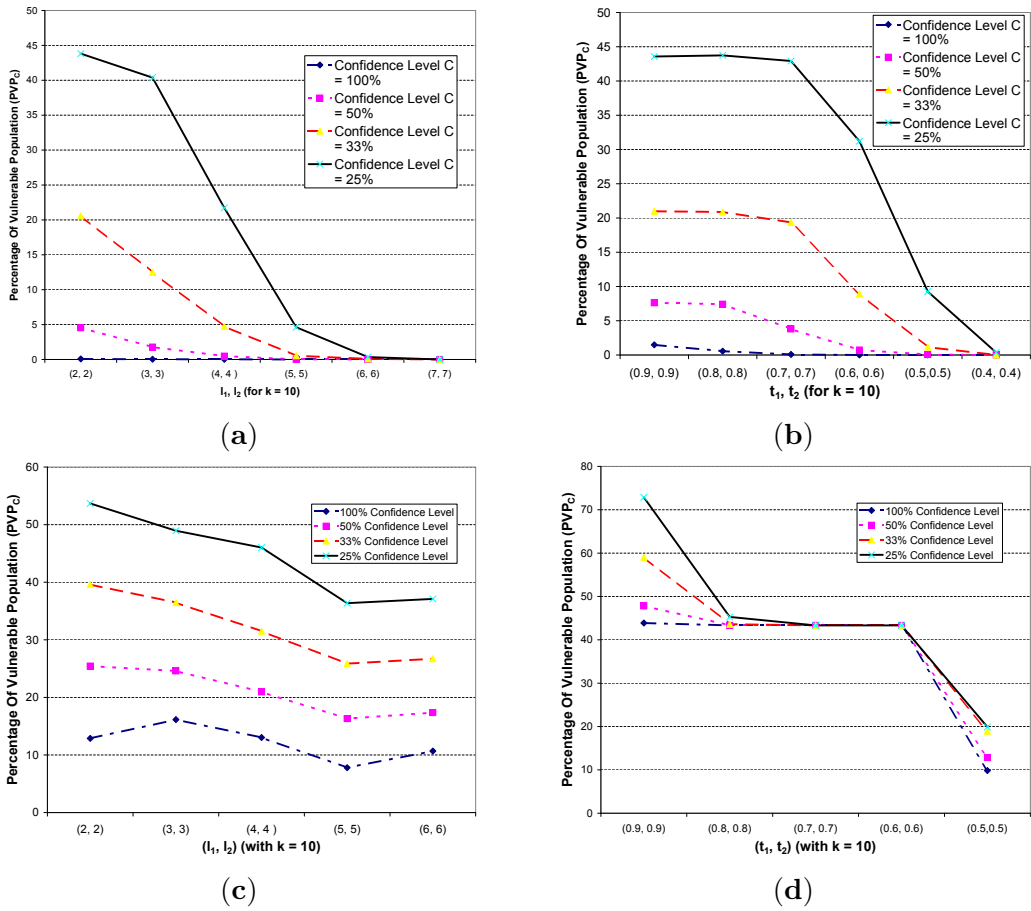 50
45
40
35
30
25
20
15
10
5
0
Percentage Of Vulnerable Population (PVP_C)
Confidence Level C = 100%
Confidence Level C = 50%
Confidence Level C = 33%
Confidence Level C = 25%
(2, 2) (3, 3) (4, 4 ) (5, 5) (6, 6) (7, 7)
l₁, l₂ (for k = 10)
(a)
50
45
40
35
30
25
20
15
10
5
0
Percentage Of Vulnerable Population (PVP_C)
Confidence Level C = 100%
Confidence Level C = 50%
Confidence Level C = 33%
Confidence Level C = 25%
(0.9, 0.9) (0.8, 0.8) (0.7, 0.7) (0.6, 0.6) (0.5,0.5) (0.4, 0.4)
t₁, t₂ (for k = 10)
(b)
60
50
40
30
20
10
0
Percentage Of Vulnerable Population (PVP_C)
100% Confidence Level
50% Confidence Level
33% Confidence Level
25% Confidence Level
(2, 2) (3, 3) (4, 4 ) (5, 5) (6, 6)
(l₁, l₂) (with k = 10)
(c)
80
70
60
50
40
30
20
10
0
Percentage Of Vulnerable Population (PVP_C)
100% Confidence Level
50% Confidence Level
33% Confidence Level
25% Confidence Level
(0.9, 0.9) (0.8, 0.8) (0.7, 0.7) (0.6, 0.6) (0.5,0.5)
(t₁, t₂) (with k = 10)
(d)